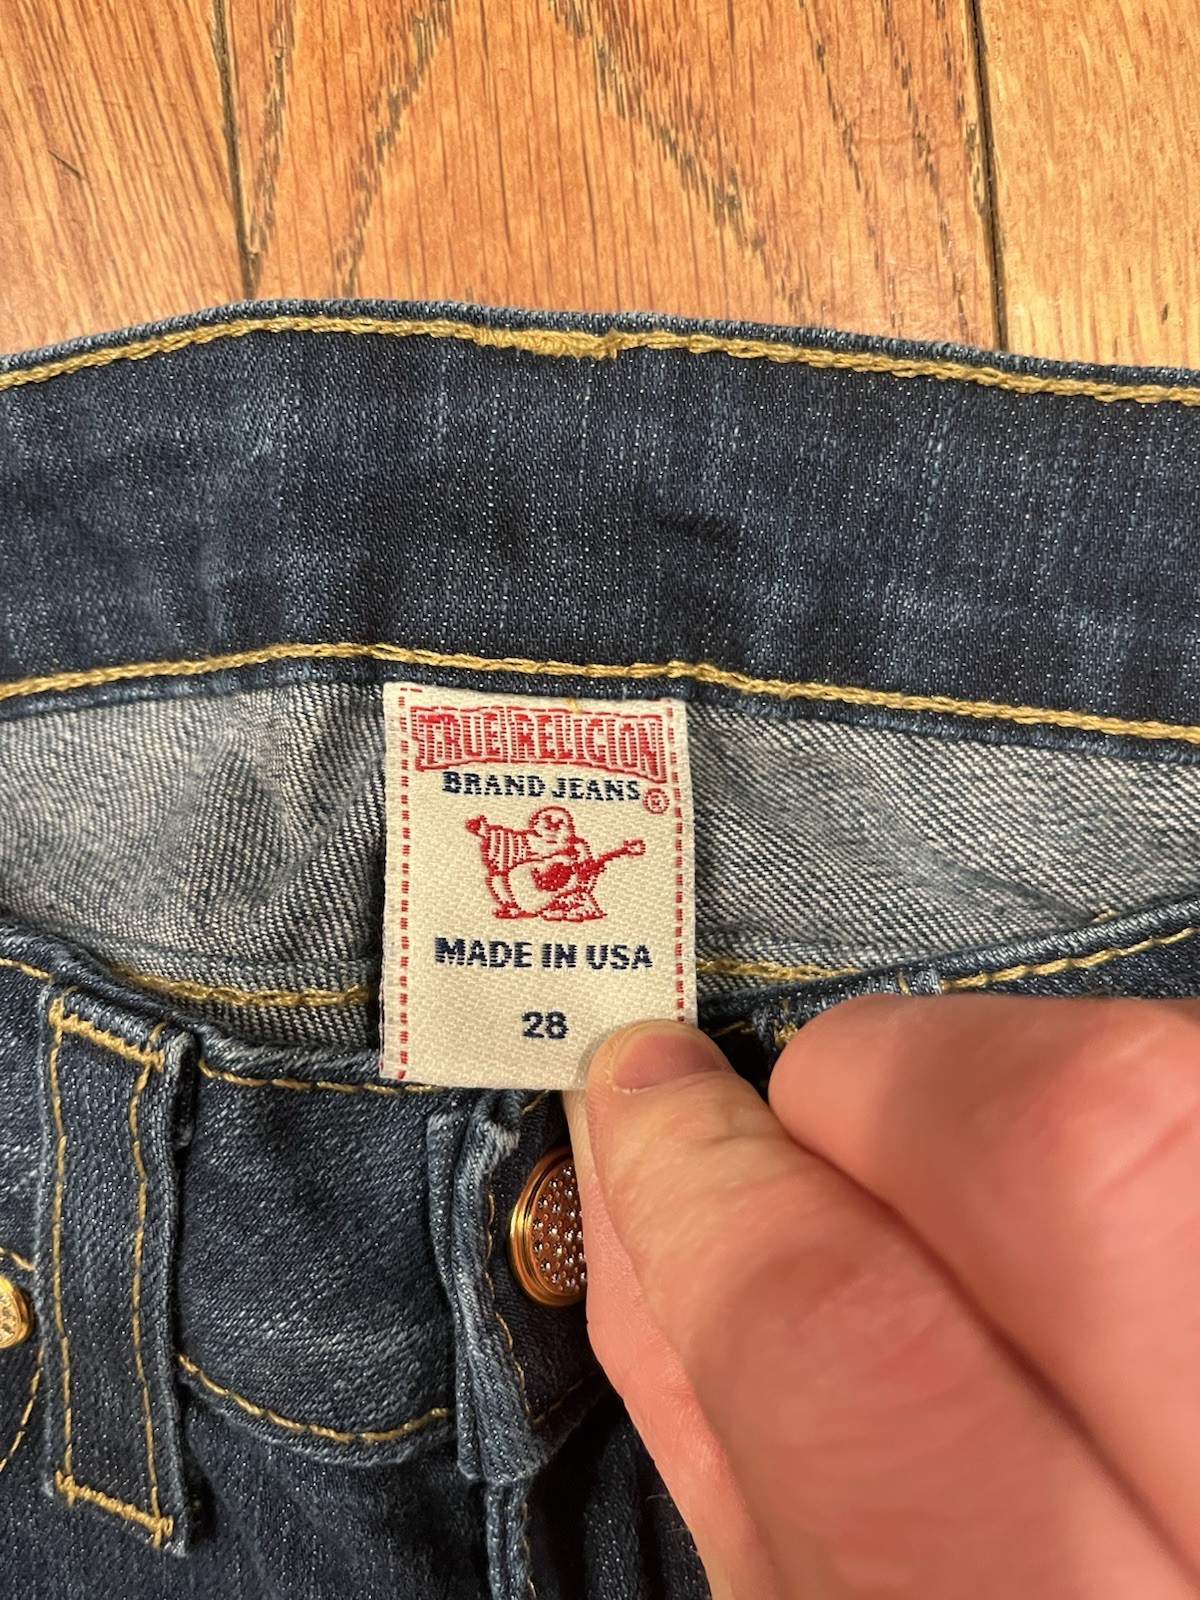 TRUE RELIGION
BRAND JEANS ®
MADE IN USA
28